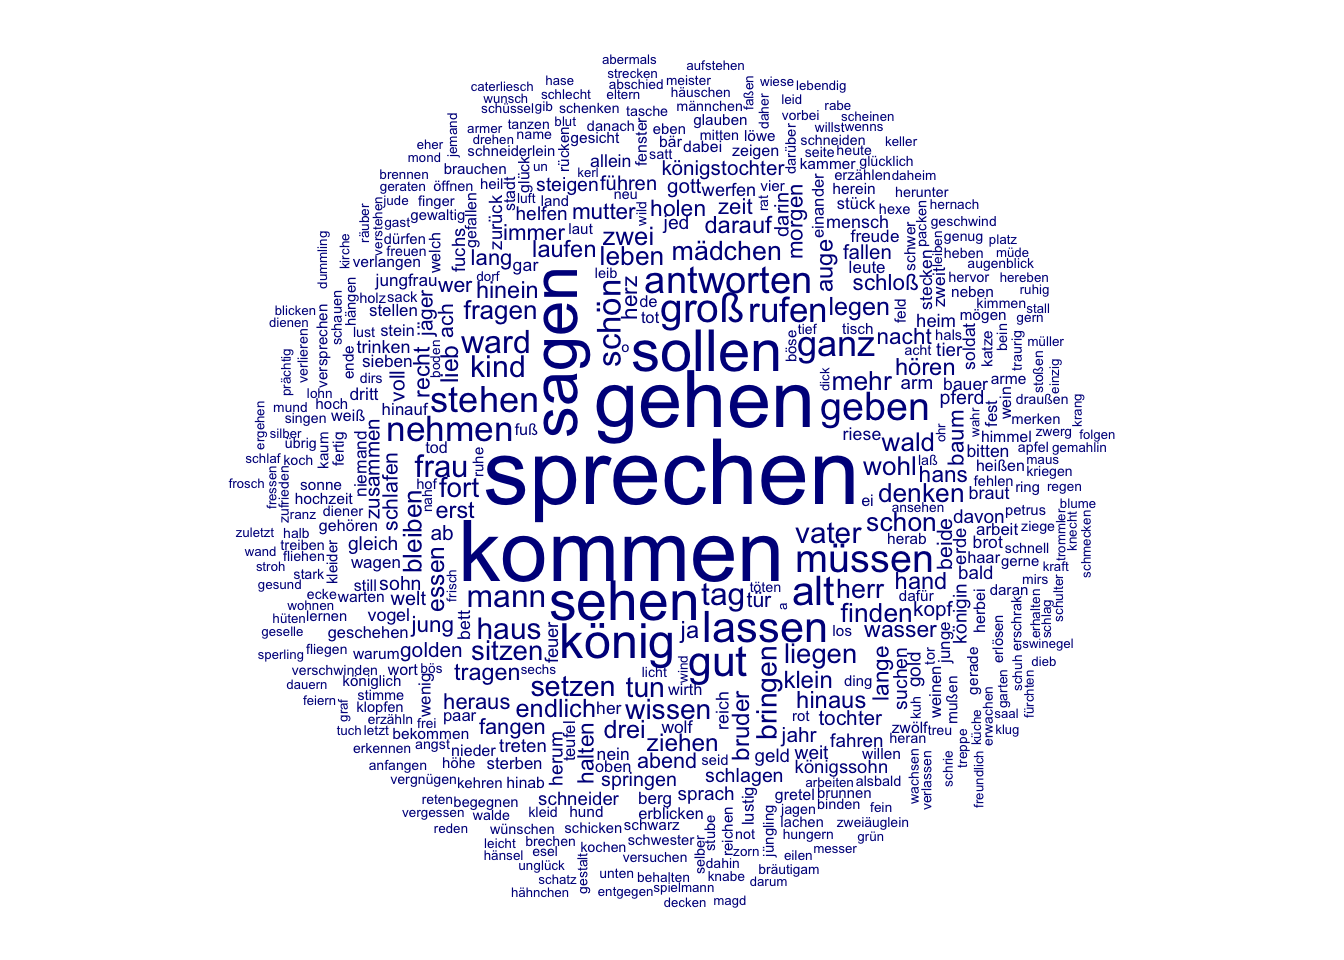 abermals
aufstehen
strecken
caterliesch hase abschied meister wiese lebendig
wunsch schlecht eltern häuschen faßen daher leid
schüssel gib schenken tasche männchen vorbei rabe
armer tanzen blut glauben darüber scheinen
jemand drehen name danach eben mitten löwe willst wenns
eher schneiderlein rücken gesicht fenster bär dabei zeigen schneiden keller
mond brauchen glück allein satt königstochter seite heute kammer glücklich
brennen un kerl erzählen daheim
geraten öffnen heil stadt steigen führen gott werfen vier herein herunter
jude finger luft land neu wild rat darin stück hexe hernach
räuber verstehen gast gewaltig gefallen zurück helfen mutter holen jed zeit darauf morgen einander mensch packen geschwind
kirche dürfen welch fuchs immer laut zwei freude schwer genug platz
dummling freuen verlangen lang laufen leben mädchen auge fallen leiben heben müde
hängen jungfrau wer gar dorf leib leute stecken zweit hervor augenblick
schauen holz sack jäger ach hinein sagen schön herz antworten schloß neben hereben ruhig
blicken versprechen stellen fragen de tot groß rufen legen feld heim mögen kimmen stall
dienen lust stein recht lieb ward o sollen böse tief tisch ganz nacht hals soldat katze bein gern
verlieren ende trinken boden kind acht tier traurig müller
prächtig dirs sieben voll gehen dick mehr arm hören bauer arme stoßen einzig
lohn dritt stehen geben pferd fest wein draußen
mund hoch hinauf nehmen fuß ohr wahr merken krang
ergehen singen weiß riese wald baum himmel zwerg folgen
silber übrig kaum fertig niemand zusammen tod ruhe sprechen laß bitten apfel gemahlin
schlaf koch schlafen frau wohl hans heißen maus kriegen
frosch fressen zufrieden sonne hof nah fort ei denken fehlen
hochzeit ranz diener bleiben erst ansehen braut ring regen
zuletzt halb gehören ab kommen vater schon davon petrus blume
wand treiben gleich müssen herab beide erde arbeit ziege trommler knecht
stroh fliehen kleider wagen essen brot schnell schmecken
gesund stark still sohn frisch sehen tag töten alt herr hand ehaar gerne kraft
wohnen ecke warten welt mann tür dafür bald daran mirs
hüten lernen vogel bett a finden kopf königin herbei erschrak erhalten schlag schulter
geselle geschehen jung haus feuer könig ja lassen los wasser junge erlösen swinegel
sperling fliegen warum golden sitzen wind gut liegen lange tor gerade dieb
verschwinden wort bös tragen sechs licht bringen klein ding suchen gold weinen schuh fürchten
dauern königlich wenig setzen tun wirth garten
feiern graf stimme heraus endlich her wissen reich bruder hinaus kuh mußen erwachen saal
klopfen paar rot tochter zwölf treu küche klug
tuch letzt erzähln frei fangen teufel drei wolf jahr fahren heran treppe
erkennen bekommen angst nieder treten herum halten nein ziehen weit willen schrie
anfangen höhe sterben oben abend seid geld königssohn wachsen verlassen freundlich
vergnügen kehren hinab springen schlagen arbeiten alsbald
reten begegnen schneider berg sprach lustig gretel brunnen
vergessen walde kleid hund erblicken jagen binden fein
reden wünschen schicken schwarz stube reichen not lachen zweiäuglein
leicht brechen kochen schwester jüngling hungern grün
hänsel esel versuchen selber zorn eilen messer
unglück gestalt dahin bräutigam
schatz unten behalten knabe darum
hähnchen entgegen spielmann
decken magd